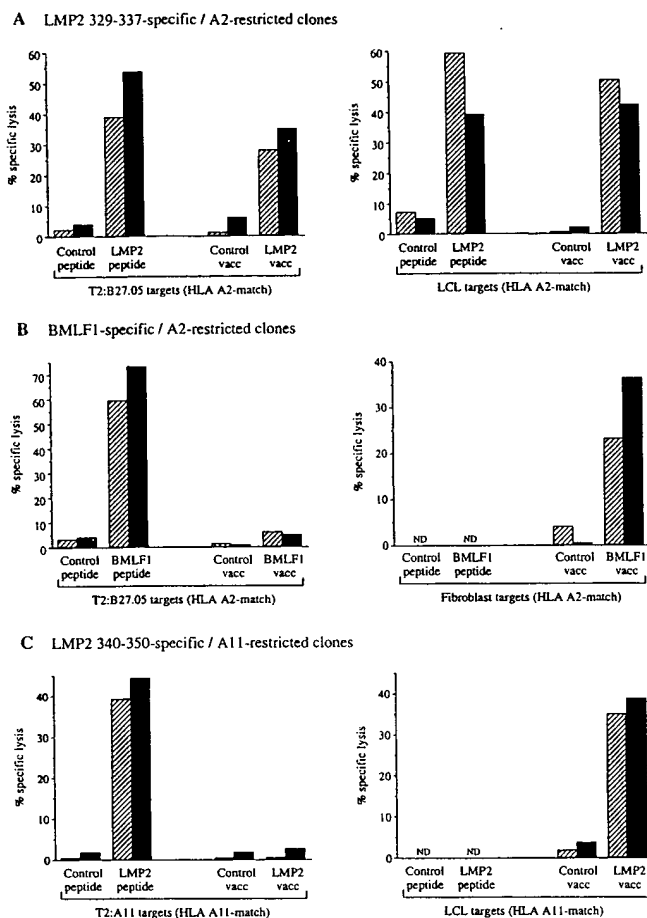 A LMP2 329-337-specific / A2-restricted clones
% specific lysis
60
50
40
30
20
10
0
Control peptide
LMP2 peptide
Control vacc
LMP2 vacc
T2:B27.05 targets (HLA A2-match)
% specific lysis
60
50
40
30
20
10
0
Control peptide
LMP2 peptide
Control vacc
LMP2 vacc
LCL targets (HLA A2-match)
B BMLF1-specific / A2-restricted clones
% specific lysis
70
60
50
40
30
20
10
0
Control peptide
BMLF1 peptide
Control vacc
BMLF1 vacc
T2:B27.05 targets (HLA A2-match)
% specific lysis
40
30
20
10
0
ND
ND
Control peptide
BMLF1 peptide
Control vacc
BMLF1 vacc
Fibroblast targets (HLA A2-match)
C LMP2 340-350-specific / A11-restricted clones
% specific lysis
40
30
20
10
0
Control peptide
LMP2 peptide
Control vacc
LMP2 vacc
T2:A11 targets (HLA A11-match)
% specific lysis
40
30
20
10
0
ND
ND
Control peptide
LMP2 peptide
Control vacc
LMP2 vacc
LCL targets (HLA A11-match)